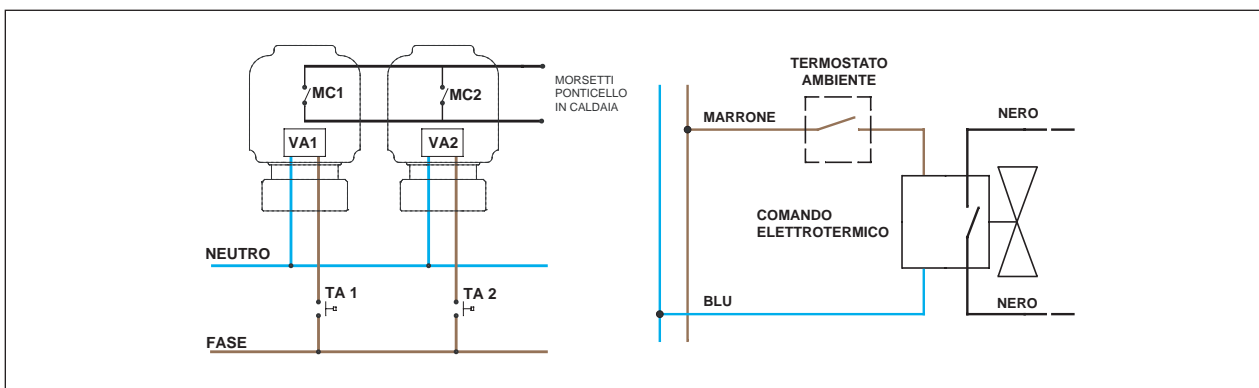 MC1
MC2
MORSETTI
PONTICELLO
IN CALDAIA
VA1
VA2
NEUTRO
TA 1
TA 2
FASE
TERMOSTATO
AMBIENTE
MARRONE
NERO
COMANDO
ELETTROTERMICO
BLU
NERO